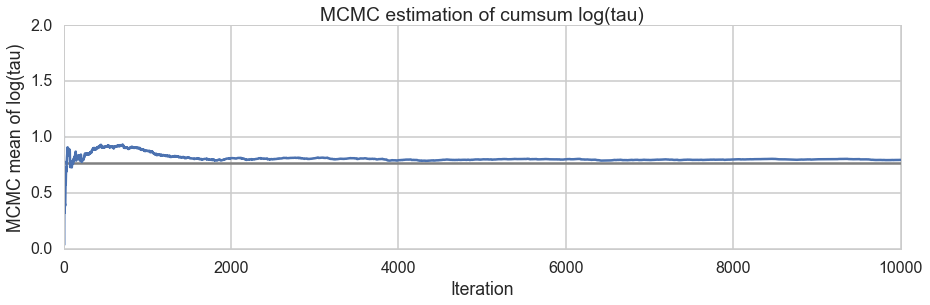 MCMC estimation of cumsum log(tau)
MCMC mean of log(tau)
2.0
1.5
1.0
0.5
0.0
0 2000 4000 6000 8000 10000
Iteration